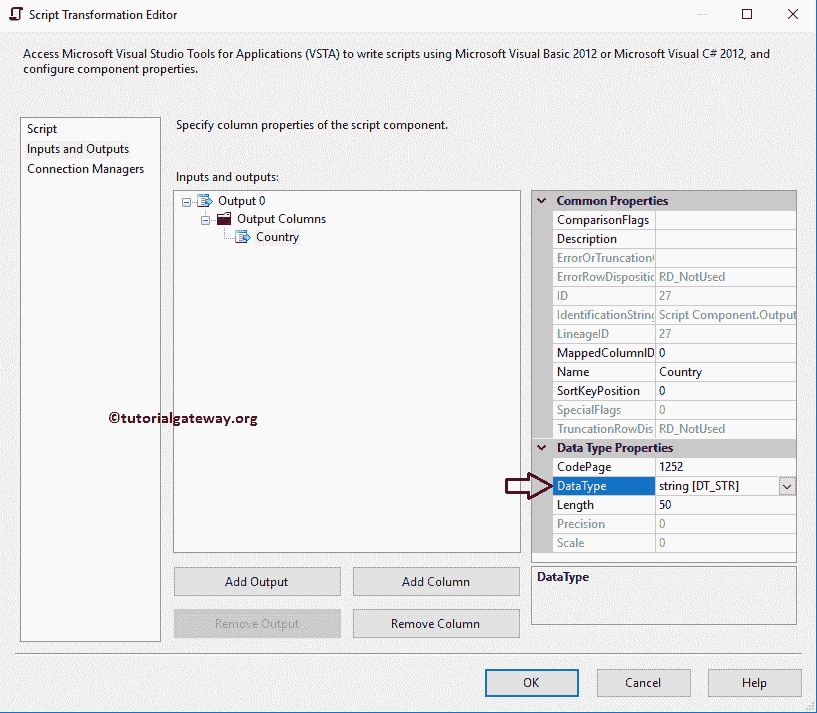 Script Transformation Editor
Access Microsoft Visual Studio Tools for Applications (VSTA) to write scripts using Microsoft Visual Basic 2012 or Microsoft Visual C# 2012, and
configure component properties.
Script
Inputs and Outputs
Connection Managers
Specify column properties of the script component.
Inputs and outputs:
Output 0
Output Columns
Country
©tutorialgateway.org
Common Properties
ComparisonFlags
Description
ErrorOrTruncationO
ErrorRowDispositio RD_NotUsed
ID 27
IdentificationString Script Component.Output
LineageID 27
MappedColumnID 0
Name Country
SortKeyPosition 0
SpecialFlags 0
TruncationRowDis RD_NotUsed
Data Type Properties
CodePage 1252
DataType string [DT_STR]
Length 50
Precision 0
Scale 0
DataType
Add Output
Add Column
Remove Output
Remove Column
OK
Cancel
Help